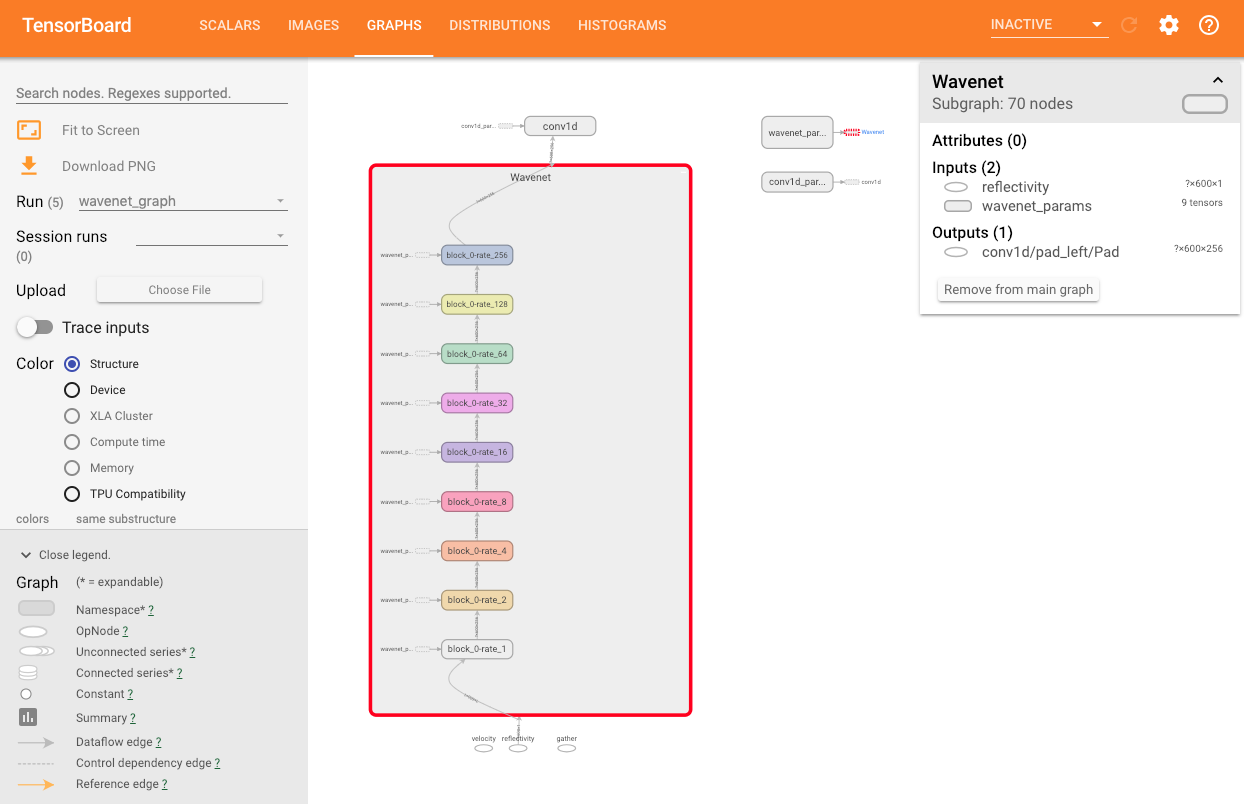 TensorBoard SCALARS IMAGES GRAPHS DISTRIBUTIONS HISTOGRAMS INACTIVE
Search nodes. Regexes supported.
Fit to Screen
Download PNG
Run (5) wavenet_graph
Session runs
(0)
Upload Choose File
Trace inputs
Color Structure
Device
XLA Cluster
Compute time
Memory
TPU Compatibility
colors same substructure
Close legend.
Graph (* = expandable)
Namespace* ?
OpNode ?
Unconnected series* ?
Connected series* ?
Constant ?
Summary ?
Dataflow edge ?
Control dependency edge ?
Reference edge ?
conv1d_par... conv1d
Wavenet
wavenet_p... block_0-rate_256
wavenet_p... block_0-rate_128
wavenet_p... block_0-rate_64
wavenet_p... block_0-rate_32
wavenet_p... block_0-rate_16
wavenet_p... block_0-rate_8
wavenet_p... block_0-rate_4
wavenet_p... block_0-rate_2
wavenet_p... block_0-rate_1
velocity reflectivity gather
wavenet_par... Wavenet
conv1d_par... conv1d
Wavenet
Subgraph: 70 nodes
Attributes (0)
Inputs (2)
reflectivity ?×600×1
wavenet_params 9 tensors
Outputs (1)
conv1d/pad_left/Pad ?×600×256
Remove from main graph